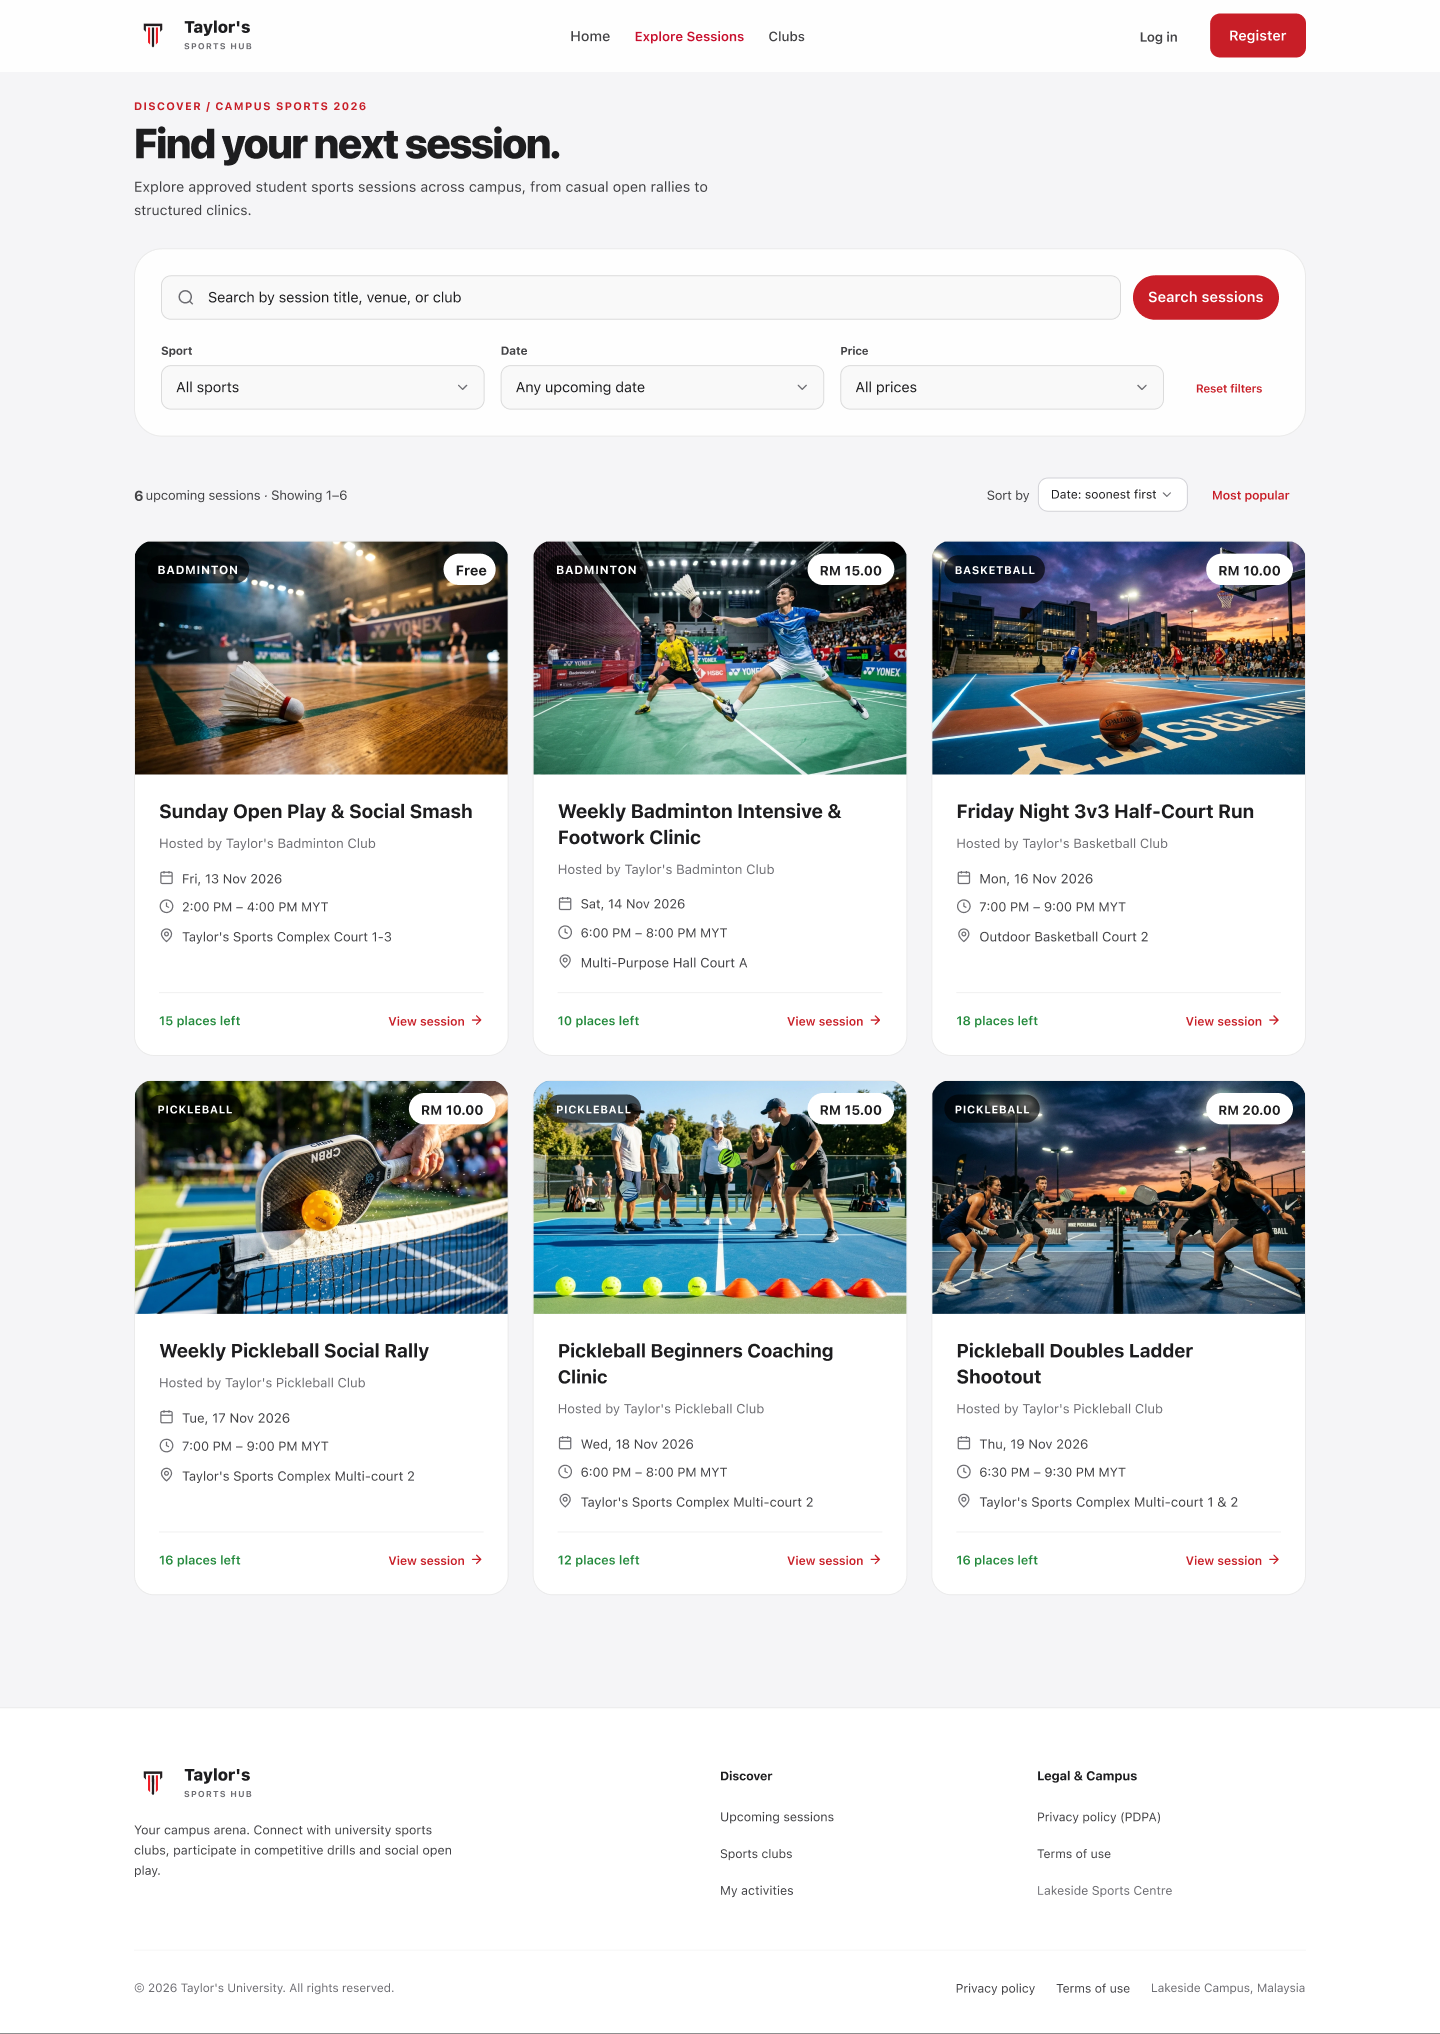 Taylor's
SPORTS HUB
Home
Explore Sessions
Clubs
Log in
Register
DISCOVER / CAMPUS SPORTS 2026
Find your next session.
Explore approved student sports sessions across campus, from casual open rallies to
structured clinics.
Search by session title, venue, or club
Search sessions
Sport
Date
Price
All sports
Any upcoming date
All prices
Reset filters
6 upcoming sessions · Showing 1–6
Sort by
Date: soonest first
Most popular
BADMINTON
Free
YONEX
Sunday Open Play & Social Smash
Hosted by Taylor's Badminton Club
Fri, 13 Nov 2026
2:00 PM – 4:00 PM MYT
Taylor's Sports Complex Court 1-3
15 places left
View session
BADMINTON
RM 15.00
YONEX
HSBC
YONEX
YONEX
Weekly Badminton Intensive &
Footwork Clinic
Hosted by Taylor's Badminton Club
Sat, 14 Nov 2026
6:00 PM – 8:00 PM MYT
Multi-Purpose Hall Court A
10 places left
View session
BASKETBALL
RM 10.00
Friday Night 3v3 Half-Court Run
Hosted by Taylor's Basketball Club
Mon, 16 Nov 2026
7:00 PM – 9:00 PM MYT
Outdoor Basketball Court 2
18 places left
View session
PICKLEBALL
RM 10.00
CRBN
Weekly Pickleball Social Rally
Hosted by Taylor's Pickleball Club
Tue, 17 Nov 2026
7:00 PM – 9:00 PM MYT
Taylor's Sports Complex Multi-court 2
16 places left
View session
PICKLEBALL
RM 15.00
Pickleball Beginners Coaching
Clinic
Hosted by Taylor's Pickleball Club
Wed, 18 Nov 2026
6:00 PM – 8:00 PM MYT
Taylor's Sports Complex Multi-court 2
12 places left
View session
PICKLEBALL
RM 20.00
Pickleball Doubles Ladder
Shootout
Hosted by Taylor's Pickleball Club
Thu, 19 Nov 2026
6:30 PM – 9:30 PM MYT
Taylor's Sports Complex Multi-court 1 & 2
16 places left
View session
Taylor's
SPORTS HUB
Your campus arena. Connect with university sports
clubs, participate in competitive drills and social open
play.
Discover
Upcoming sessions
Sports clubs
My activities
Legal & Campus
Privacy policy (PDPA)
Terms of use
Lakeside Sports Centre
© 2026 Taylor's University. All rights reserved.
Privacy policy
Terms of use
Lakeside Campus, Malaysia